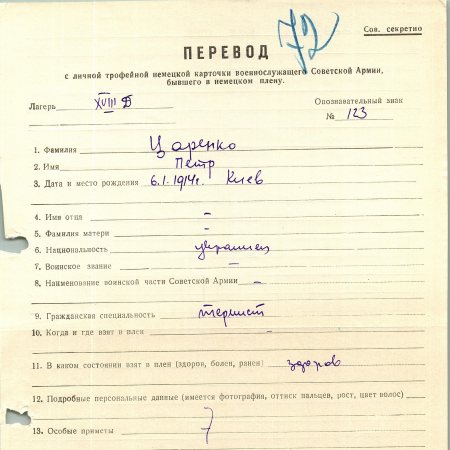 72
Сов. секретно
ПЕРЕВОД
с личной трофейной немецкой карточки военнослужащего Советской Армии,
бывшего в немецком плену.
Лагерь XVIII Д
Опознавательный знак
№ 123
1. Фамилия Царенко
2. Имя Петр
3. Дата и место рождения 6.1.1914г. Киев
4. Имя отца –
5. Фамилия матери –
6. Национальность украинец
7. Воинское звание –
8. Наименование воинской части Советской Армии –
9. Гражданская специальность
10. Когда и где взят в плен -
11. В каком состоянии взят в плен (здоров, болен, ранен) здоров
12. Подробные персональные данные (имеется фотография, оттиск пальцев, рост, цвет волос)
13. Особые приметы